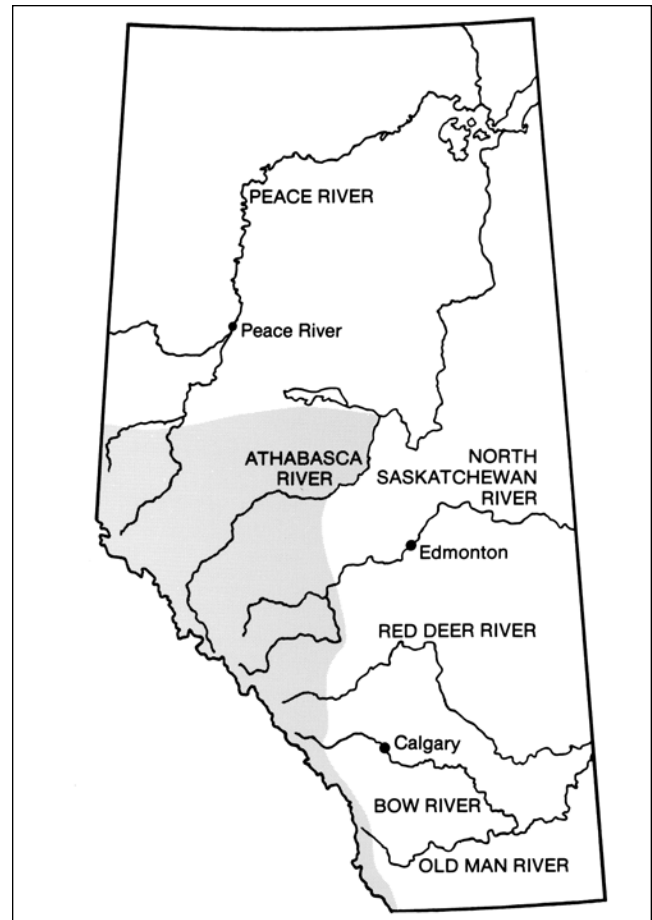 PEACE RIVER
Peace River
ATHABASCA
RIVER
NORTH
SASKATCHEWAN
RIVER
Edmonton
RED DEER RIVER
Calgary
BOW RIVER
OLD MAN RIVER